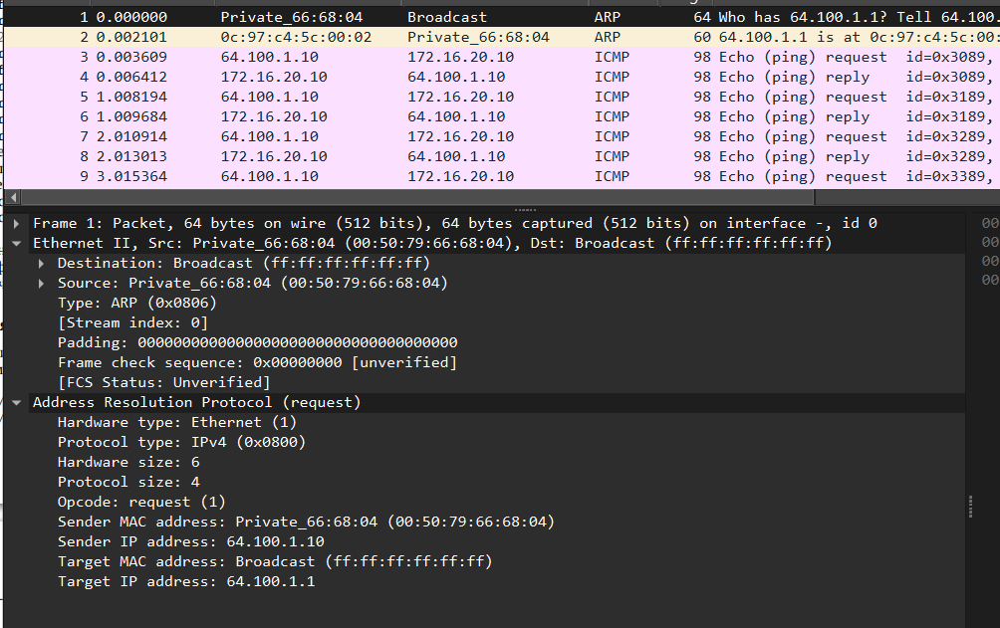 1 0.000000 Private_66:68:04 Broadcast ARP 64 Who has 64.100.1.1? Tell 64.100.
2 0.002101 0c:97:c4:5c:00:02 Private_66:68:04 ARP 60 64.100.1.1 is at 0c:97:c4:5c:00:
3 0.003609 64.100.1.10 172.16.20.10 ICMP 98 Echo (ping) request id=0x3089,
4 0.006412 172.16.20.10 64.100.1.10 ICMP 98 Echo (ping) reply id=0x3089,
5 1.008194 64.100.1.10 172.16.20.10 ICMP 98 Echo (ping) request id=0x3189,
6 1.009684 172.16.20.10 64.100.1.10 ICMP 98 Echo (ping) reply id=0x3189,
7 2.010914 64.100.1.10 172.16.20.10 ICMP 98 Echo (ping) request id=0x3289,
8 2.013013 172.16.20.10 64.100.1.10 ICMP 98 Echo (ping) reply id=0x3289,
9 3.015364 64.100.1.10 172.16.20.10 ICMP 98 Echo (ping) request id=0x3389,
Frame 1: Packet, 64 bytes on wire (512 bits), 64 bytes captured (512 bits) on interface -, id 0
Ethernet II, Src: Private_66:68:04 (00:50:79:66:68:04), Dst: Broadcast (ff:ff:ff:ff:ff:ff)
Destination: Broadcast (ff:ff:ff:ff:ff:ff)
Source: Private_66:68:04 (00:50:79:66:68:04)
Type: ARP (0x0806)
[Stream index: 0]
Padding: 000000000000000000000000000000000000
Frame check sequence: 0x00000000 [unverified]
[FCS Status: Unverified]
Address Resolution Protocol (request)
Hardware type: Ethernet (1)
Protocol type: IPv4 (0x0800)
Hardware size: 6
Protocol size: 4
Opcode: request (1)
Sender MAC address: Private_66:68:04 (00:50:79:66:68:04)
Sender IP address: 64.100.1.10
Target MAC address: Broadcast (ff:ff:ff:ff:ff:ff)
Target IP address: 64.100.1.1
00
00
00
00